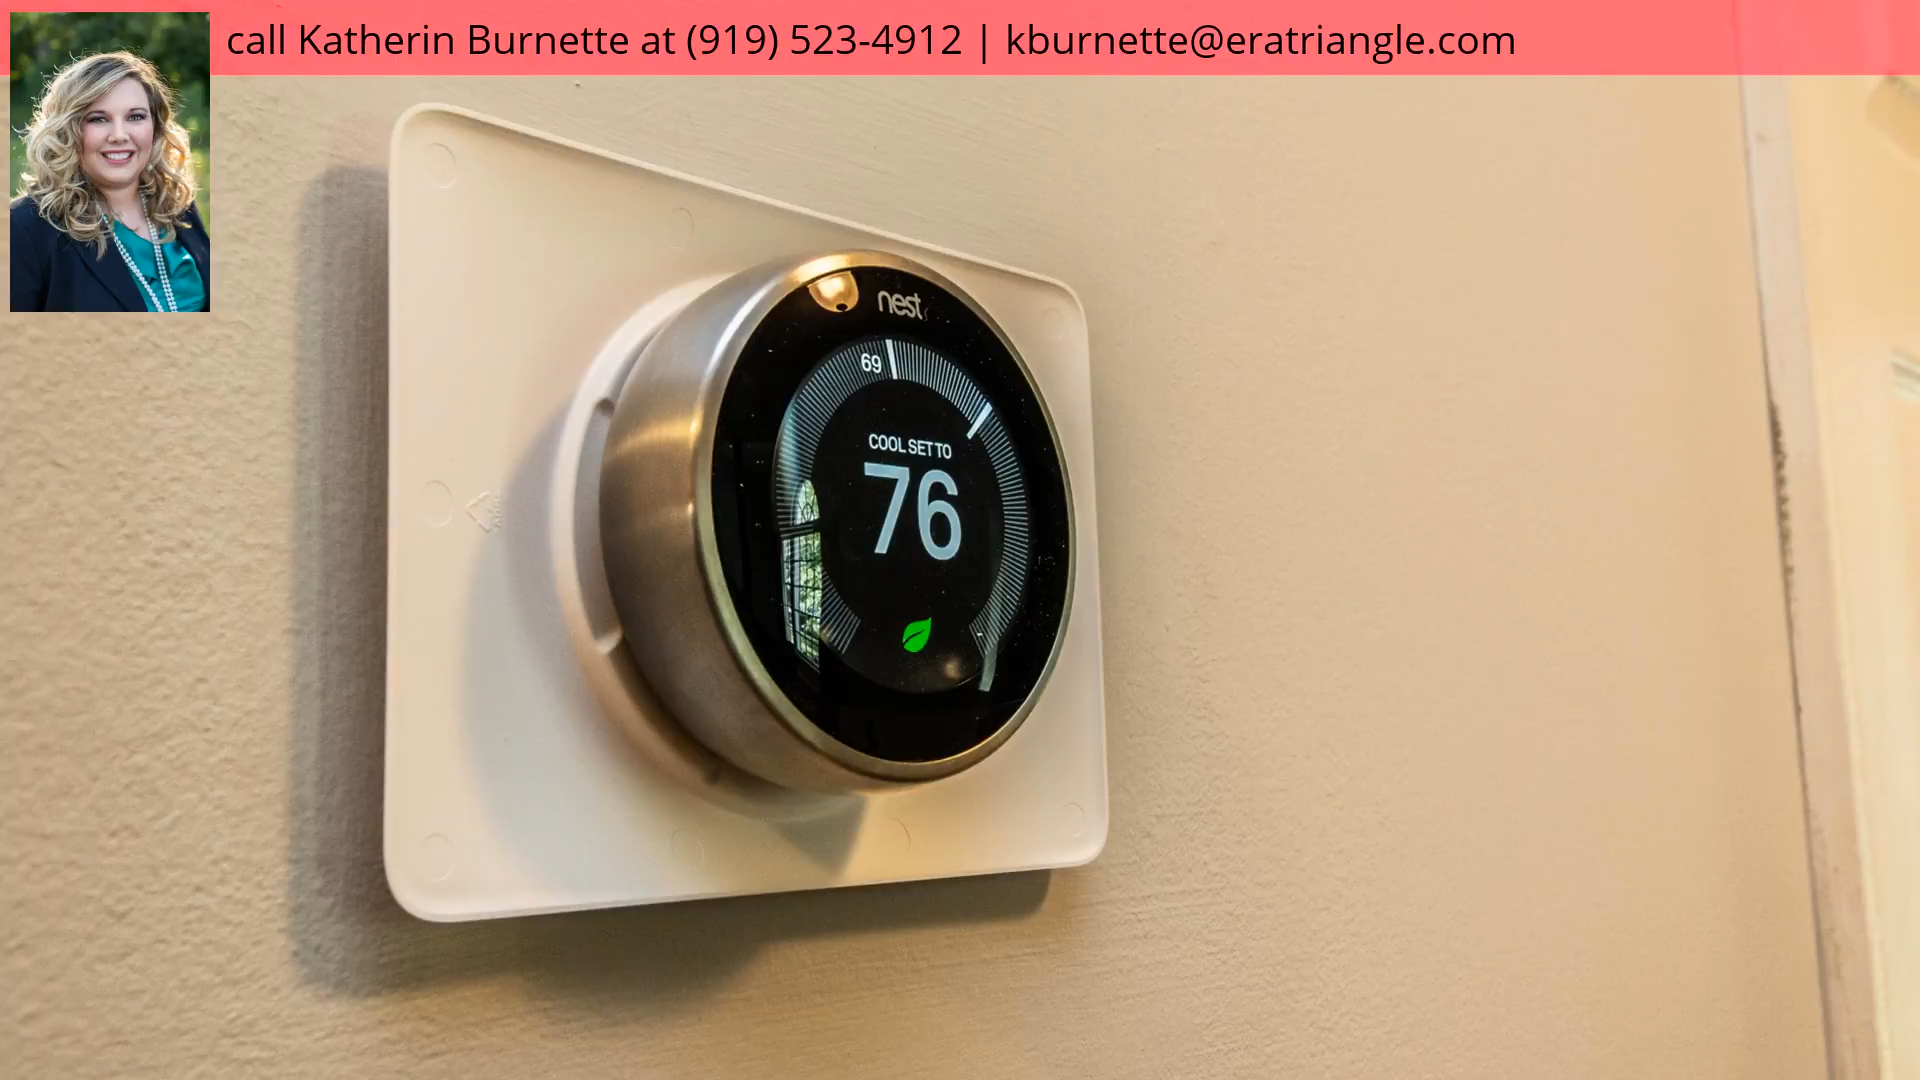 call Katherin Burnette at (919) 523-4912 | kburnette@eratriangle.com
nest
69
COOL SET TO
76